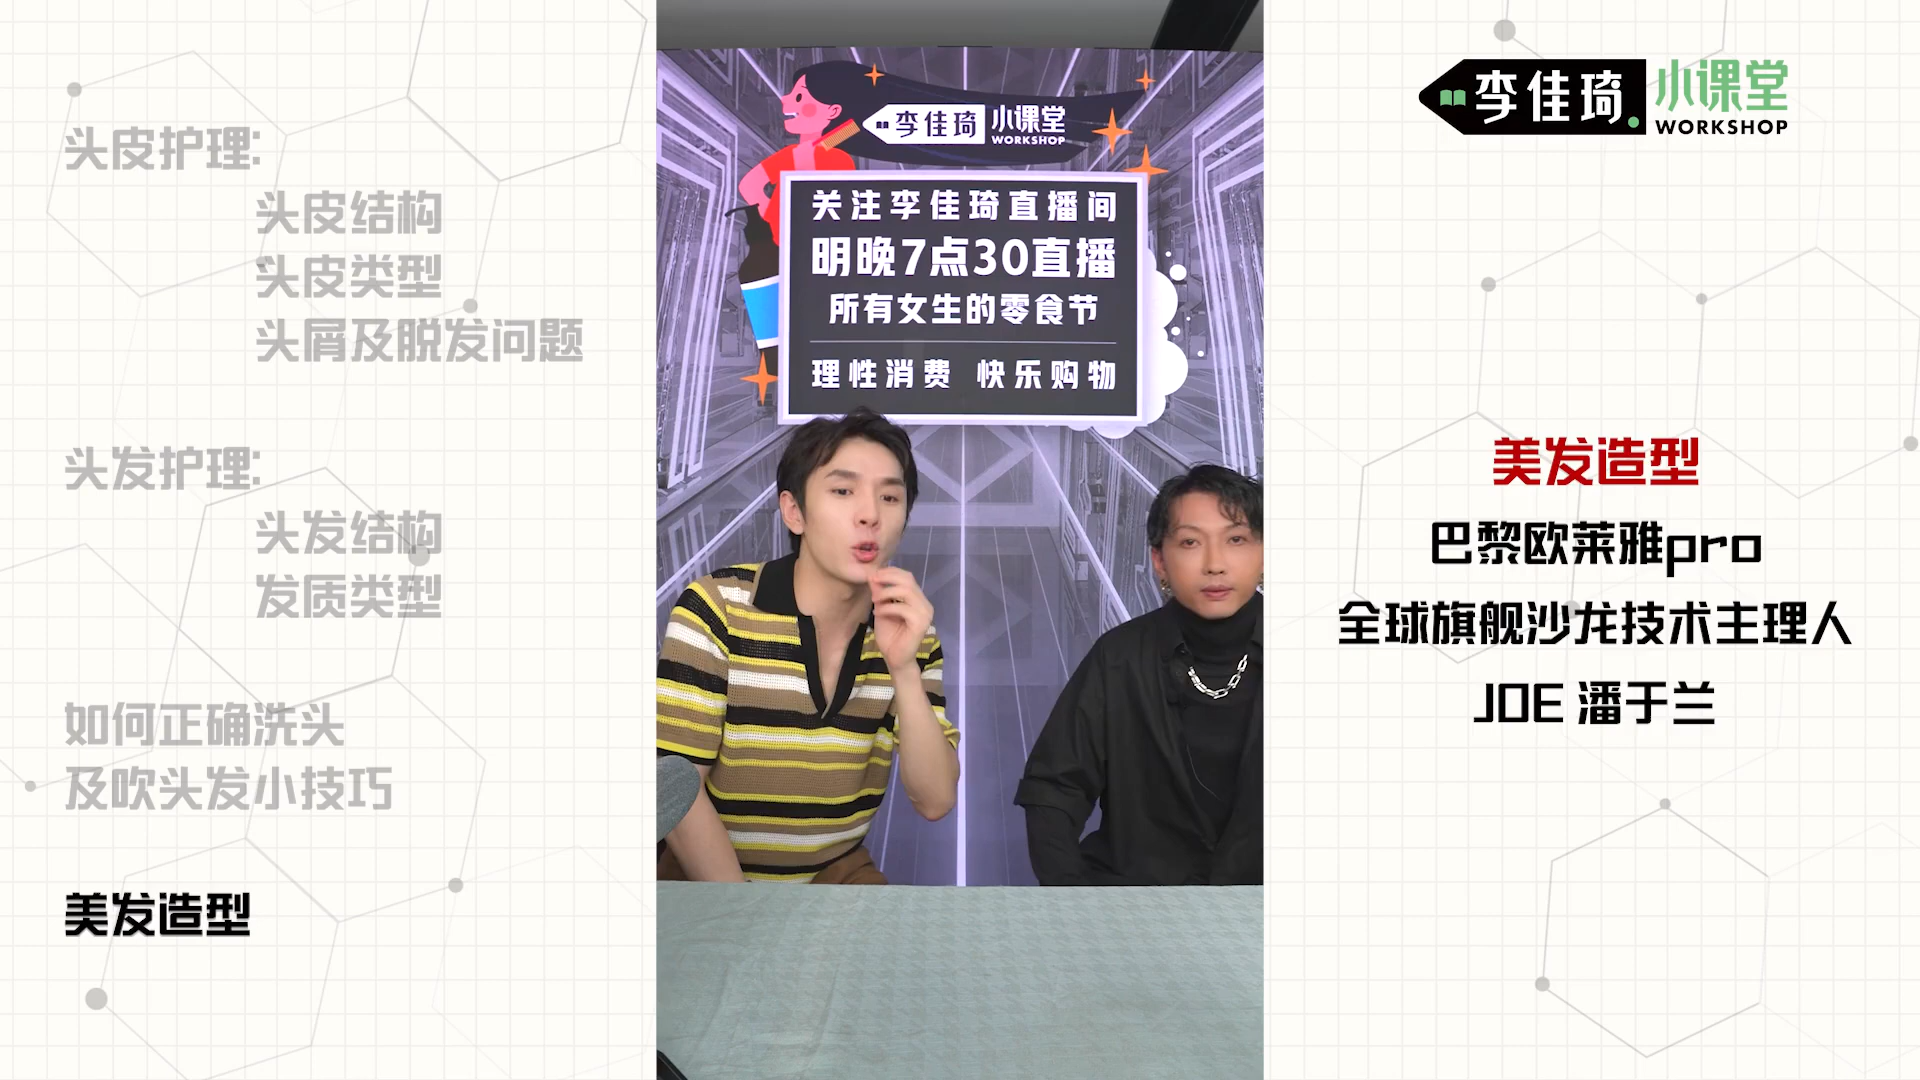 头皮护理:
头皮结构
头皮类型
头屑及脱发问题
头发护理:
头发结构
发质类型
如何正确洗头
及吹头发小技巧
美发造型
李佳琦 小课堂
WORKSHOP
关注李佳琦直播间
明晚7点30直播
所有女生的零食节
理性消费 快乐购物
李佳琦 小课堂
WORKSHOP
美发造型
巴黎欧莱雅pro
全球旗舰沙龙技术主理人
JOE 潘于兰